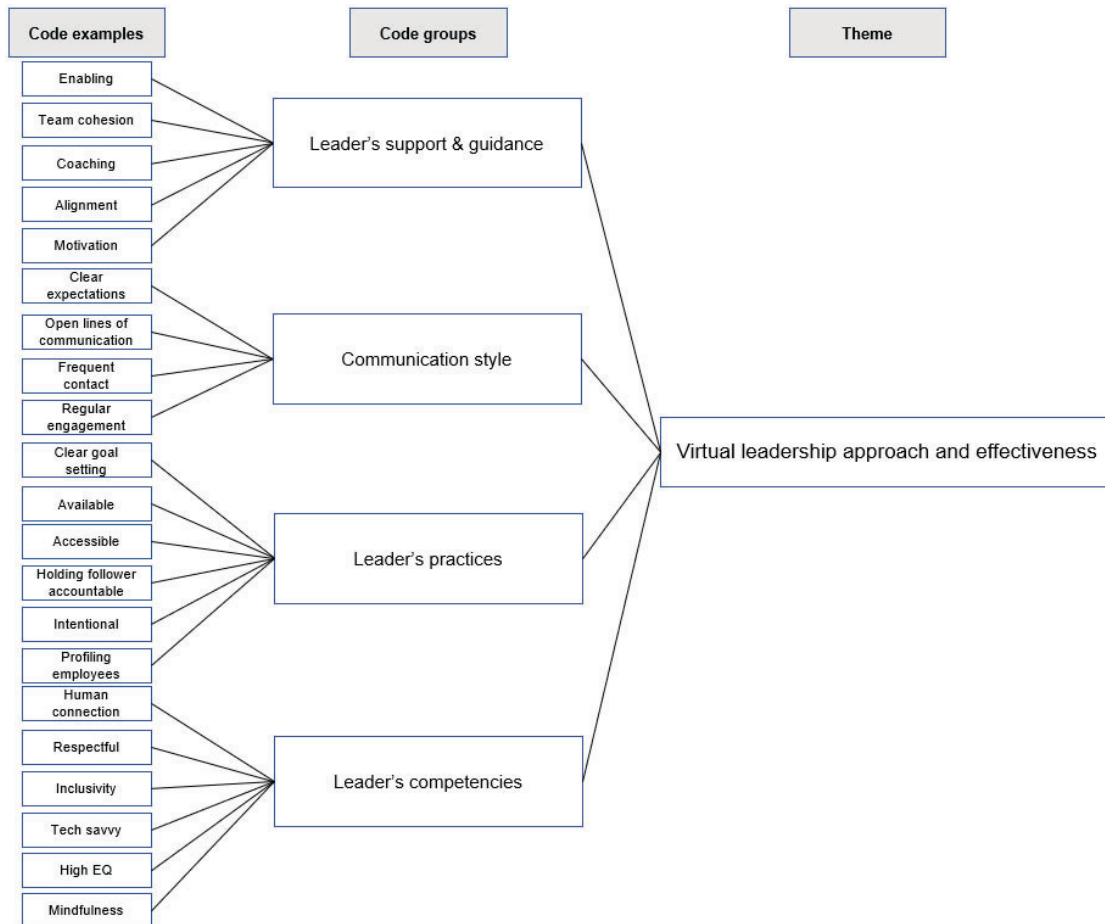 Code examples
Code groups
Theme
Enabling
Team cohesion
Coaching
Alignment
Motivation
Leader’s support & guidance
Clear
expectations
Open lines of
communication
Frequent
contact
Regular
engagement
Communication style
Clear goal
setting
Available
Accessible
Holding follower
accountable
Intentional
Profiling
employees
Leader’s practices
Human
connection
Respectful
Inclusivity
Tech savvy
High EQ
Mindfulness
Leader’s competencies
Virtual leadership approach and effectiveness